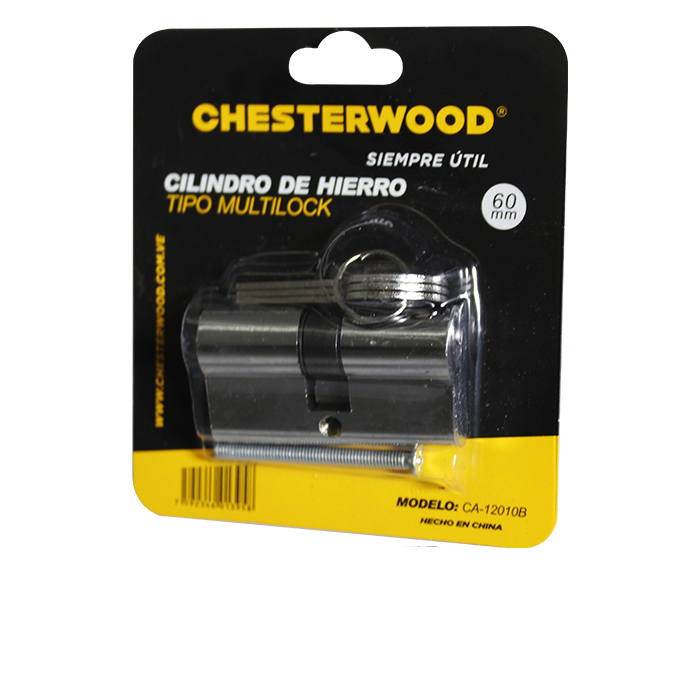 CHESTERWOOD®
SIEMPRE ÚTIL
CILINDRO DE HIERRO
TIPO MULTILOCK
60
mm
WWW.CHESTERWOOD.COM.VE
MODELO: CA-12010B
HECHO EN CHINA